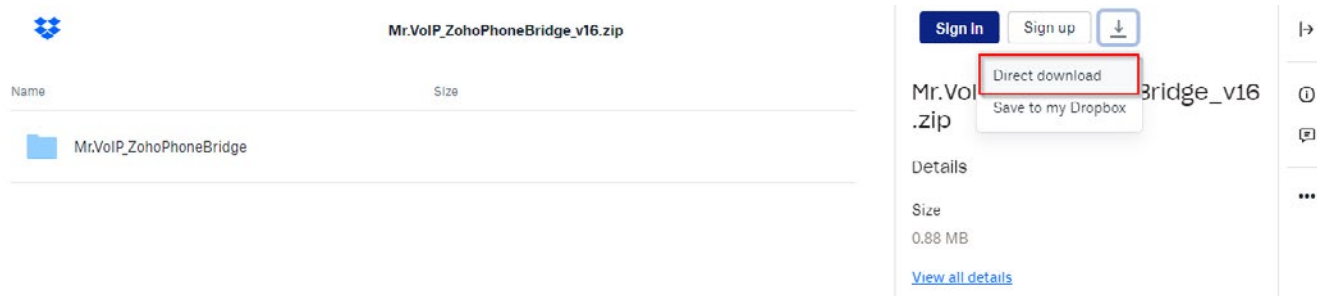 Mr.VoIP_ZohoPhoneBridge_v16.zip
Sign In
Sign up
Name
Size
Mr.VoIP_ZohoPhoneBridge
Direct download
Save to my Dropbox
Mr.VoI Bridge_v16
.zip
Details
Size
0.88 MB
View all details